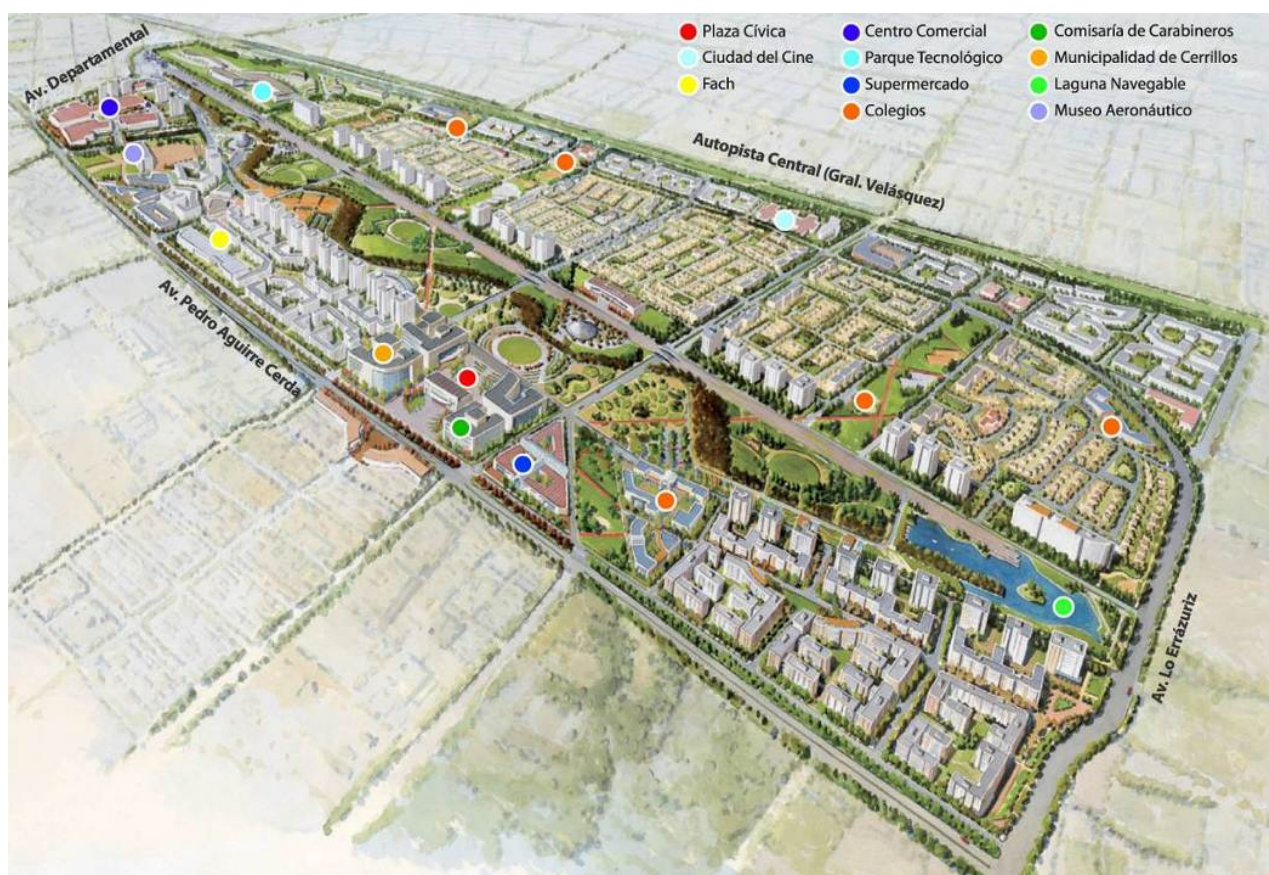 Plaza Cívica
Ciudad del Cine
Fach
Centro Comercial
Parque Tecnológico
Supermercado
Colegios
Comisaría de Carabineros
Municipalidad de Cerrillos
Laguna Navegable
Museo Aeronáutico
Av. Departamental
Autopista Central (Gral. Velásquez)
Av. Pedro Aguirre Cerda
Av. Lo Errázuriz